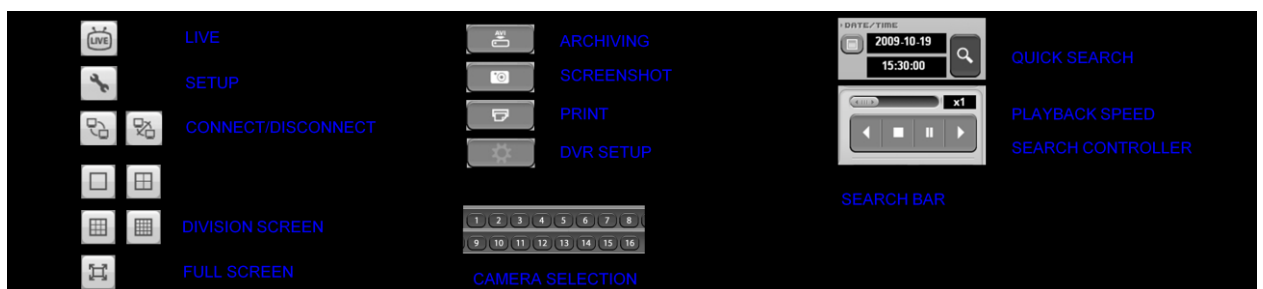 LIVE
LIVE
SETUP
CONNECT/DISCONNECT
DIVISION SCREEN
FULL SCREEN
AVI
ARCHIVING
SCREENSHOT
PRINT
DVR SETUP
1 2 3 4 5 6 7 8
9 10 11 12 13 14 15 16
CAMERA SELECTION
DATE/TIME
2009-10-19
15:30:00
QUICK SEARCH
x1
PLAYBACK SPEED
SEARCH CONTROLLER
SEARCH BAR